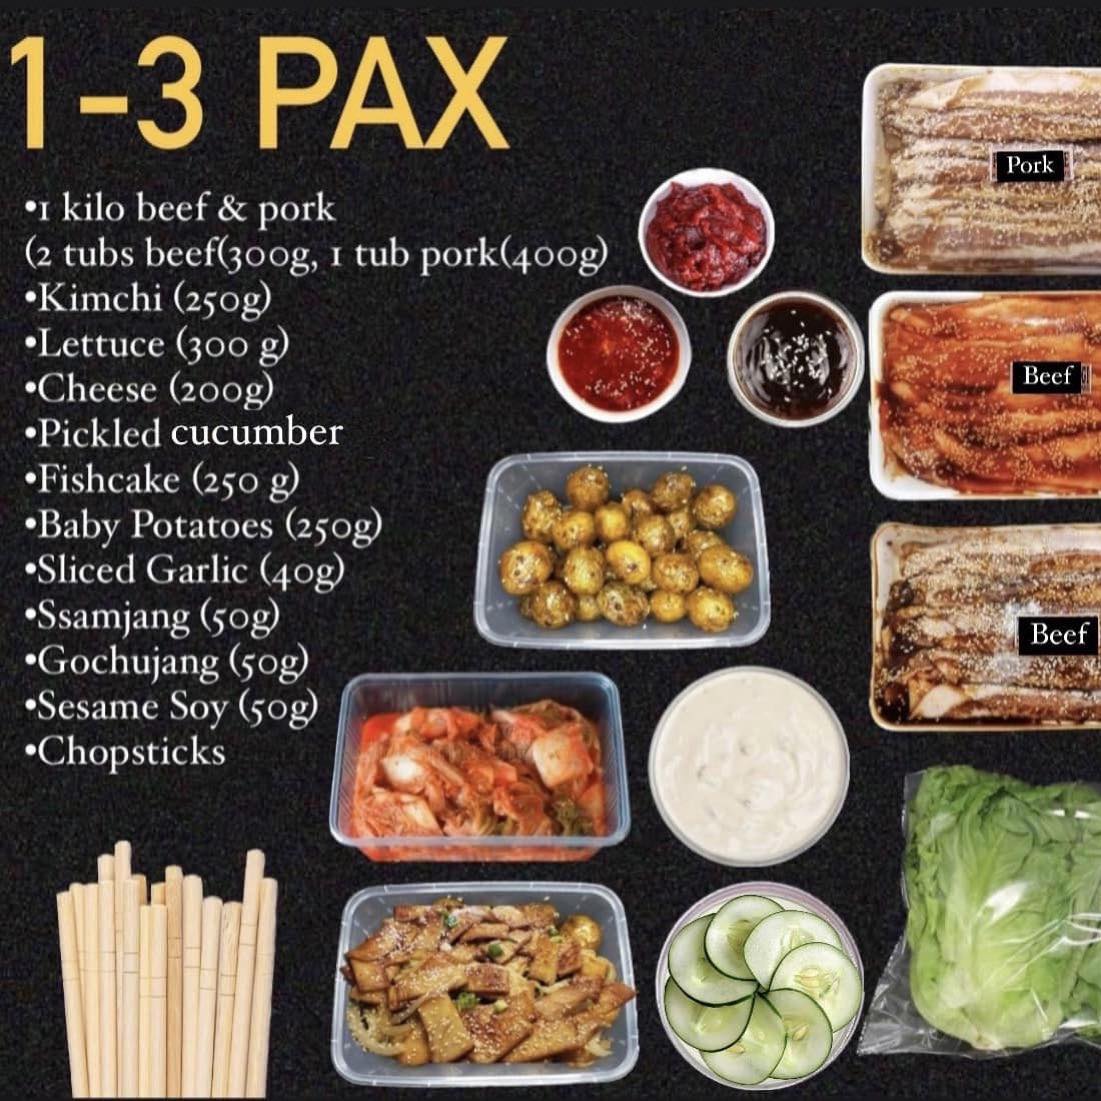 1-3 PAX
•1 kilo beef & pork
(2 tubs beef(300g, 1 tub pork(400g)
•Kimchi (250g)
•Lettuce (300 g)
•Cheese (200g)
•Pickled cucumber
•Fishcake (250 g)
•Baby Potatoes (250g)
•Sliced Garlic (40g)
•Ssamjang (50g)
•Gochujang (50g)
•Sesame Soy (50g)
•Chopsticks
Pork
Beef
Beef